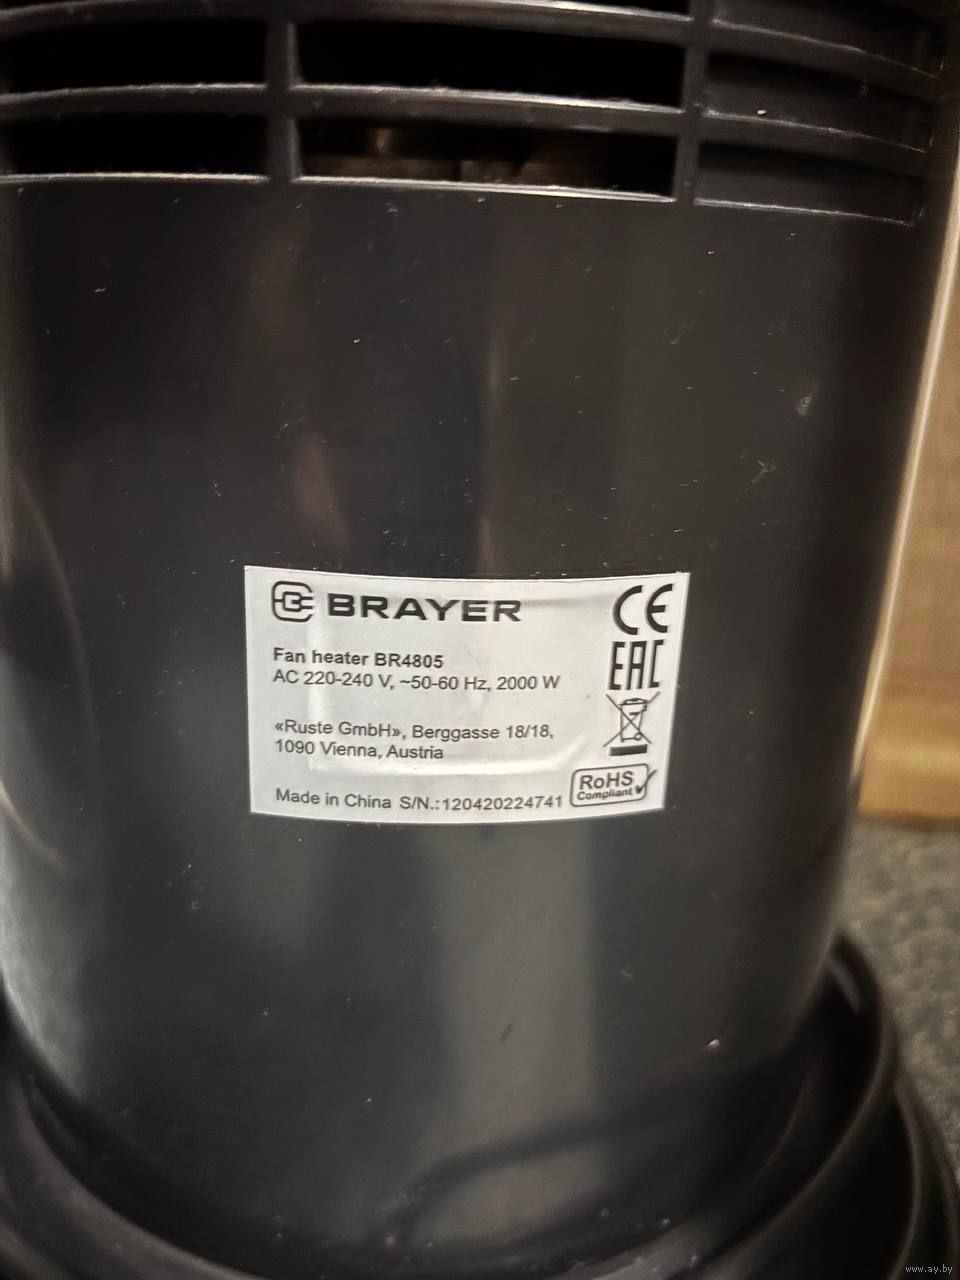 BRAYER
CE
EAC
Fan heater BR4805
AC 220-240 V, ~50-60 Hz, 2000 W
«Ruste GmbH», Berggasse 18/18,
1090 Vienna, Austria
RoHS
Compliant
Made in China S/N.:120420224741
www.ay.by